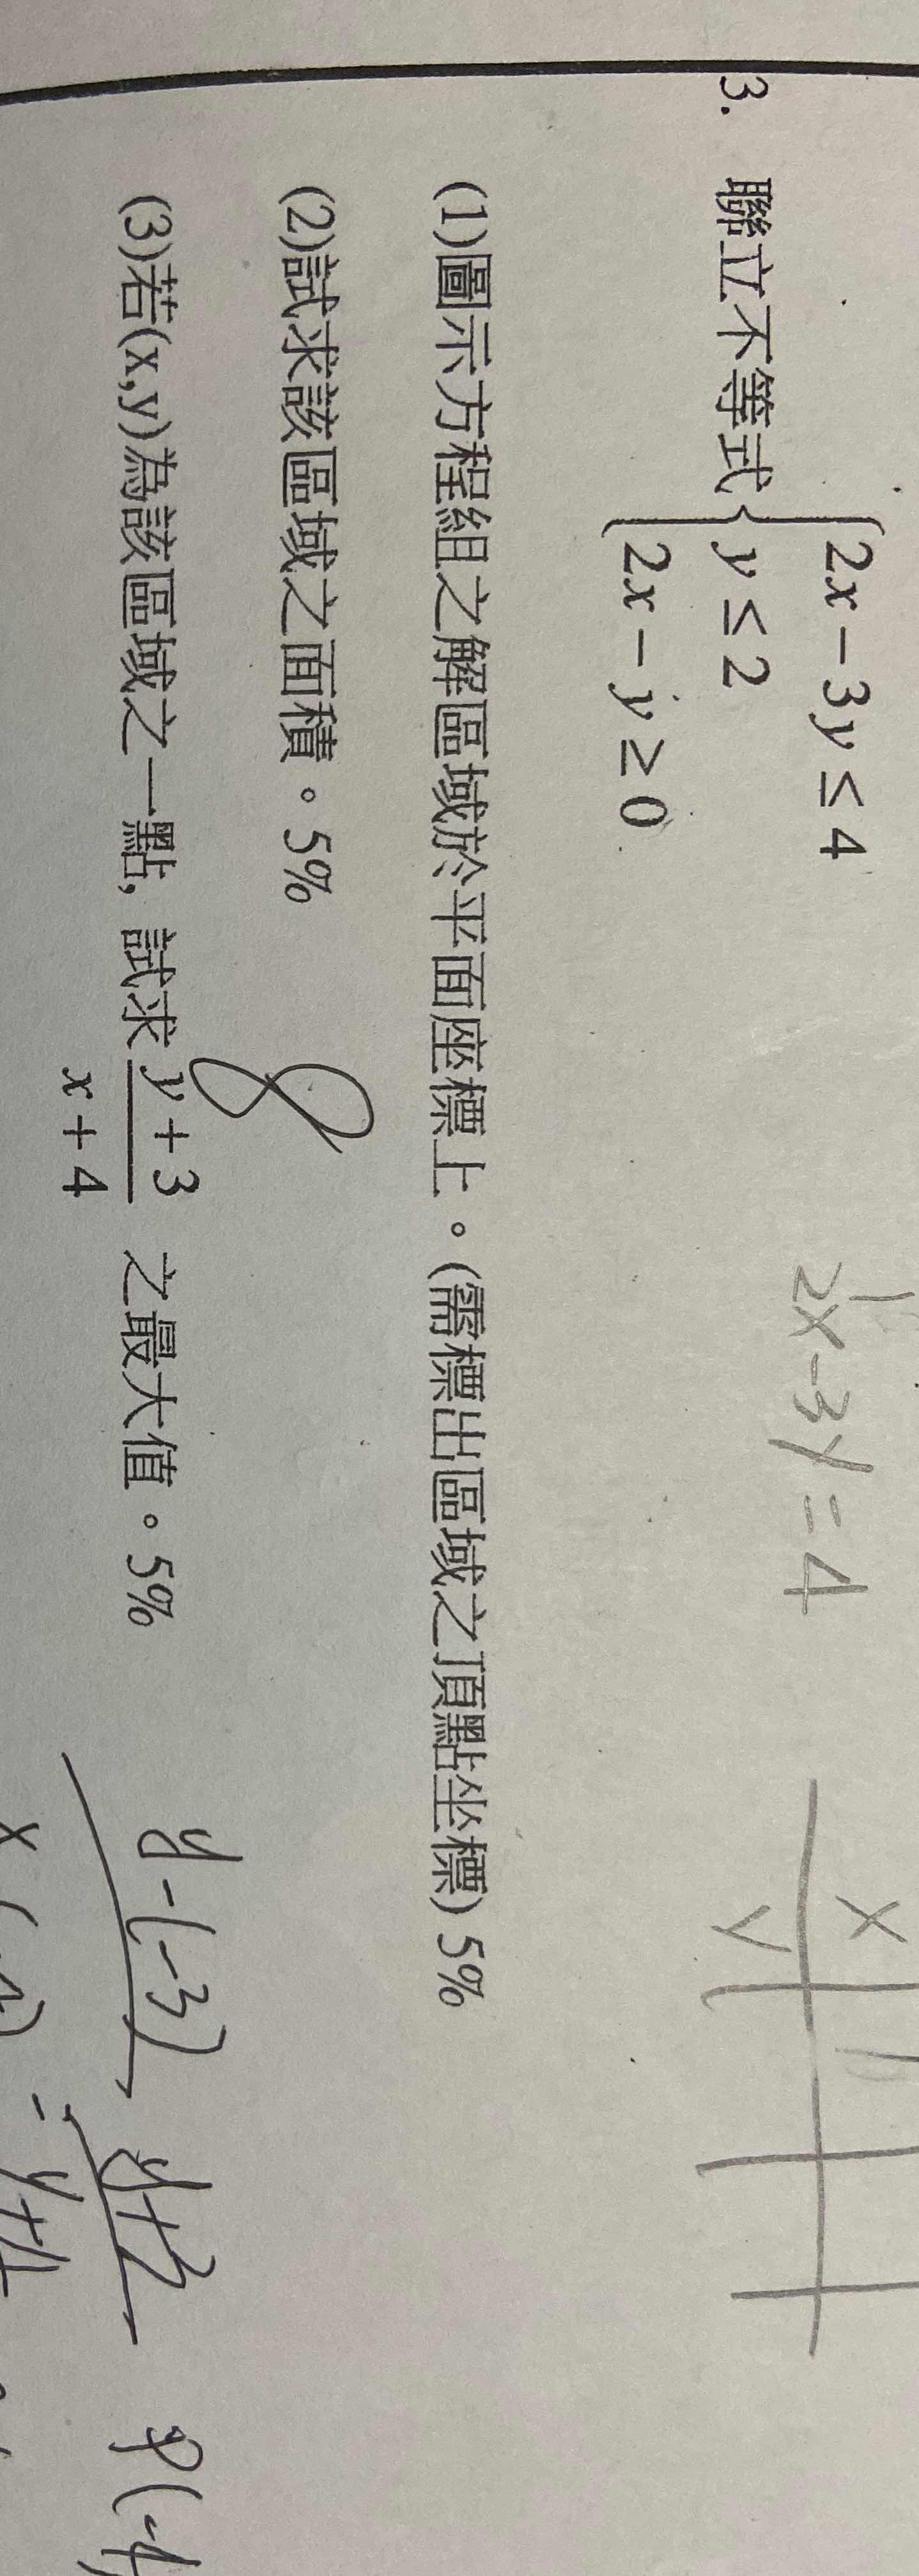 3. 聯立不等式 { 2x − 3y ≤ 4
y ≤ 2
2x − y ≥ 0
2x-3y=4
x
y
(1)圖示方程組之解區域於平面座標上。(需標出區域之頂點坐標) 5%
(2)試求該區域之面積。5%
8
(3)若(x,y)為該區域之一點, 試求 y + 3 / x + 4 之最大值。5%
y-(-3)
y+3